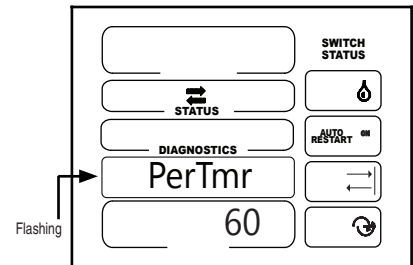 SWITCH
STATUS
STATUS
AUTO ON
RESTART
DIAGNOSTICS
PerTmr
Flashing
60